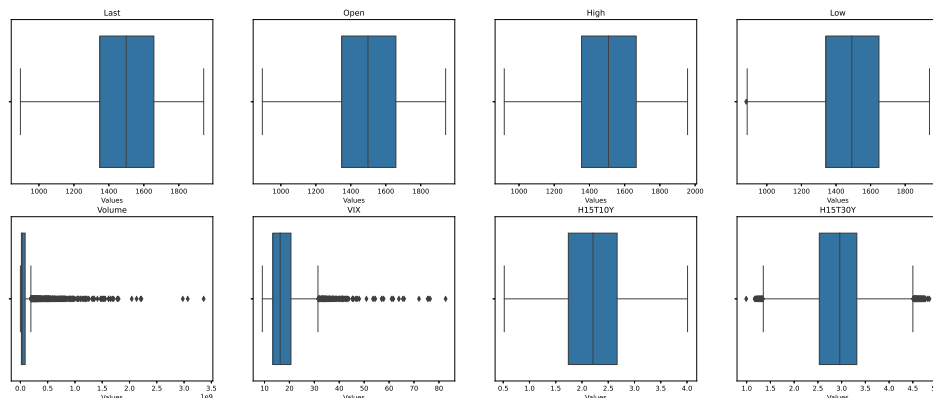 Last Open High Low
1000 1200 1400 1600 1800 1000 1200 1400 1600 1800 1000 1200 1400 1600 1800 2000 1000 1200 1400 1600 1800
Values Values Values Values
Volume VIX H15T10Y H15T30Y
0.0 0.5 1.0 1.5 2.0 2.5 3.0 3.5 10 20 30 40 50 60 70 80 0.5 1.0 1.5 2.0 2.5 3.0 3.5 4.0 1.0 1.5 2.0 2.5 3.0 3.5 4.0 4.5
Values 1e9 Values Values Values